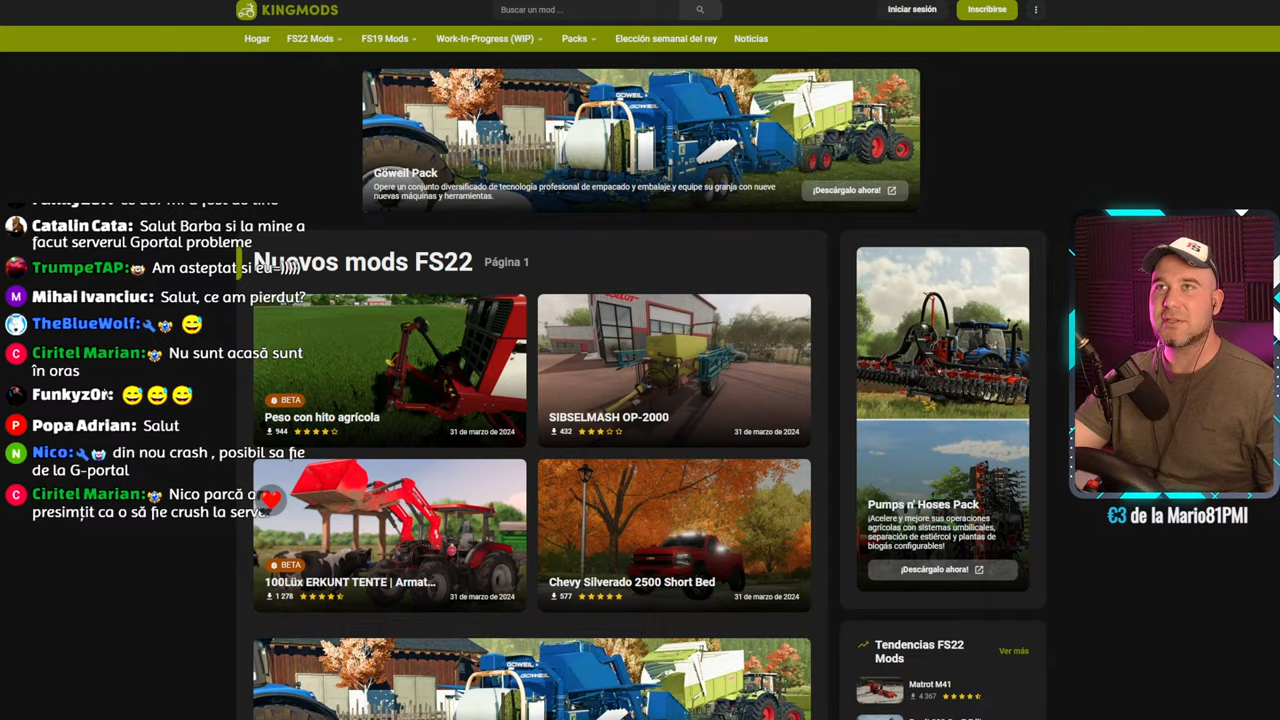 KINGMODS
Buscar un mod ...
Iniciar sesión
Inscribirse
Hogar
FS22 Mods
FS19 Mods
Work-In-Progress (WIP)
Packs
Elección semanal del rey
Noticias
Göweil Pack
Opere un conjunto diversificado de tecnología profesional de empacado y embalaje.y equipe su granja con nueve
nuevas máquinas y herramientas.
¡Descárgalo ahora!
Catalin Cata: Salut Barba si la mine a
facut serverul Gportal probleme
TrumpeTAP: Am asteptat si eu=)))))
Mihai Ivanciuc: Salut, ce am pierdut?
TheBlueWolf:
Ciritel Marian: Nu sunt acasă sunt
în oras
Funkyz0r:
Popa Adrian: Salut
Nico: din nou crash , posibil sa fie
de la G-portal
Ciritel Marian: Nico parcă a
presimțit ca o să fie crush la serve
Nuevos mods FS22
Página 1
BETA
Peso con hito agrícola
944
31 de marzo de 2024
SIBSELMASH OP-2000
432
31 de marzo de 2024
BETA
100Lüx ERKUNT TENTE | Armat...
1 278
31 de marzo de 2024
Chevy Silverado 2500 Short Bed
577
31 de marzo de 2024
GÖWEIL
Pumps n' Hoses Pack
¡Acelere y mejore sus operaciones
agrícolas con sistemas umbilicales,
separación de estiércol y plantas de
biogás configurables!
¡Descárgalo ahora!
Tendencias FS22
Mods
Ver más
Matrot M41
4 367
€3 de la Mario81PMI